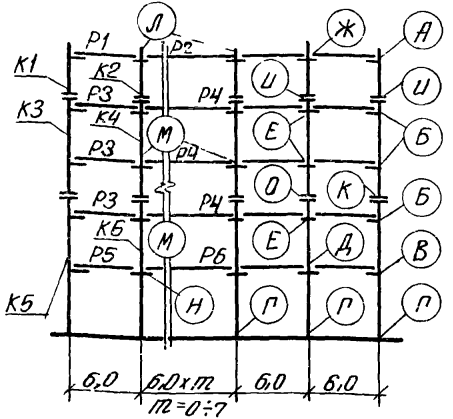 Л Ж А
Р1 Р2
К1 К2 И И
Р3 Р4
К3 К4 Е Б
М
Р3 Р4
О К
Р3 Р4 Б
К6 М Е Д
Р5 Р6 В
К5 Н Г Г П
6,0 6,0×m 6,0 6,0
m=0÷7